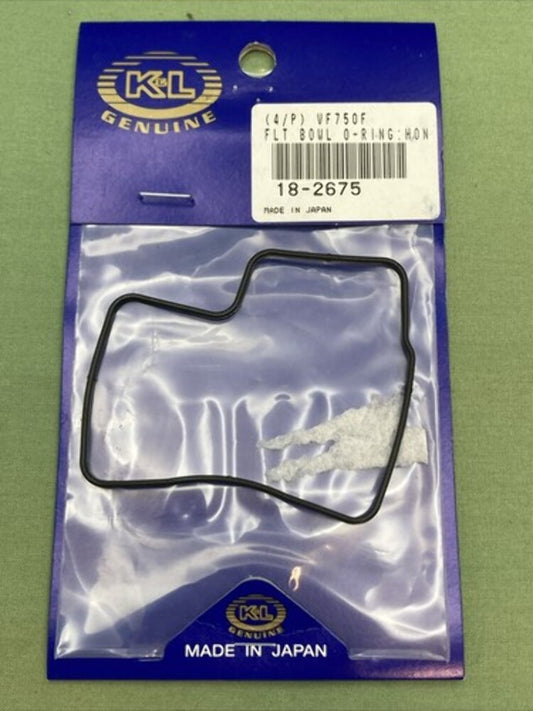 K&L
GENUINE
(4/P) VF750F
FLT BOWL O-RING:HON
18-2675
MADE IN JAPAN
K&L
GENUINE
MADE IN JAPAN